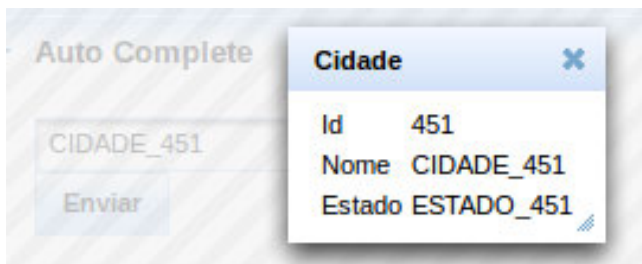 Auto Complete
CIDADE_451
Enviar
Cidade
Id 451
Nome CIDADE_451
Estado ESTADO_451